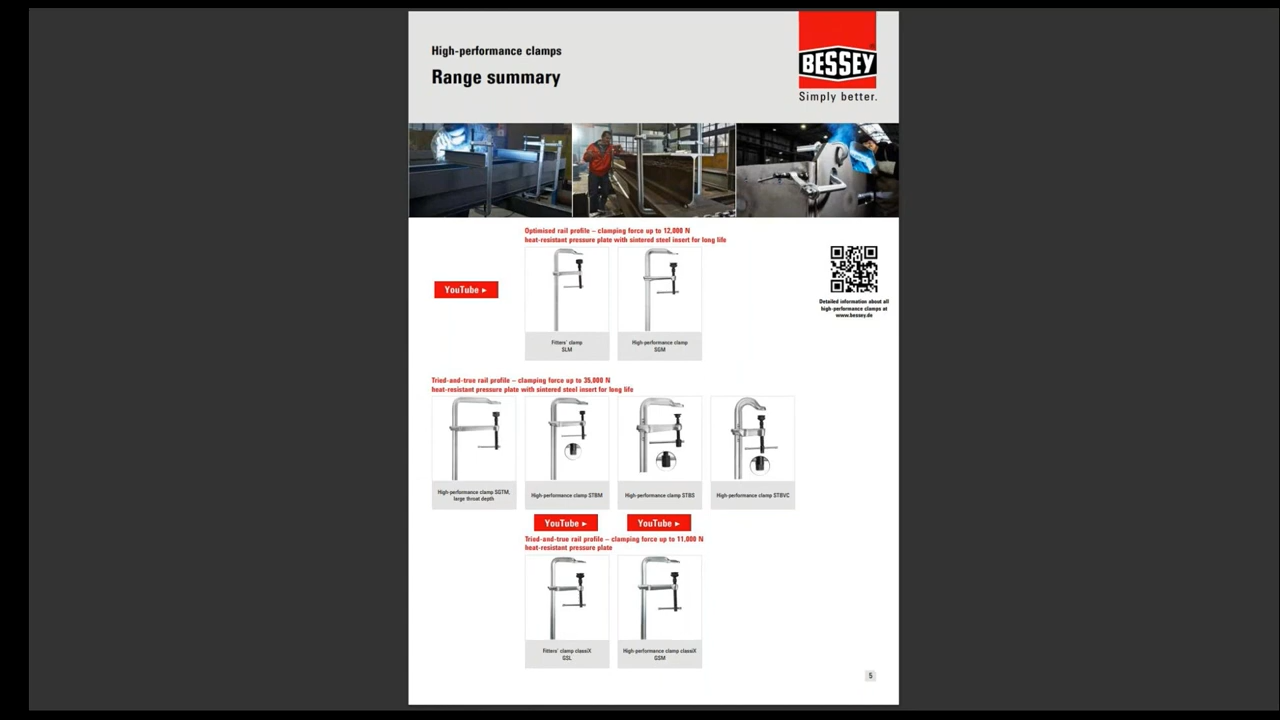 High-performance clamps
Range summary
BESSEY
®
Simply better.
Optimised rail profile – clamping force up to 12,000 N
heat-resistant pressure plate with sintered steel insert for long life
YouTube ▸
Detailed information about all
high-performance clamps at
www.bessey.de
Fitters' clamp
SLM
High-performance clamp
SGM
Tried-and-true rail profile – clamping force up to 35,000 N
heat-resistant pressure plate with sintered steel insert for long life
High-performance clamp SGTM,
large throat depth
High-performance clamp STBM
High-performance clamp STBS
High-performance clamp STBVC
YouTube ▸
YouTube ▸
Tried-and-true rail profile – clamping force up to 11,000 N
heat-resistant pressure plate
Fitters' clamp classiX
GSL
High-performance clamp classiX
GSM
5